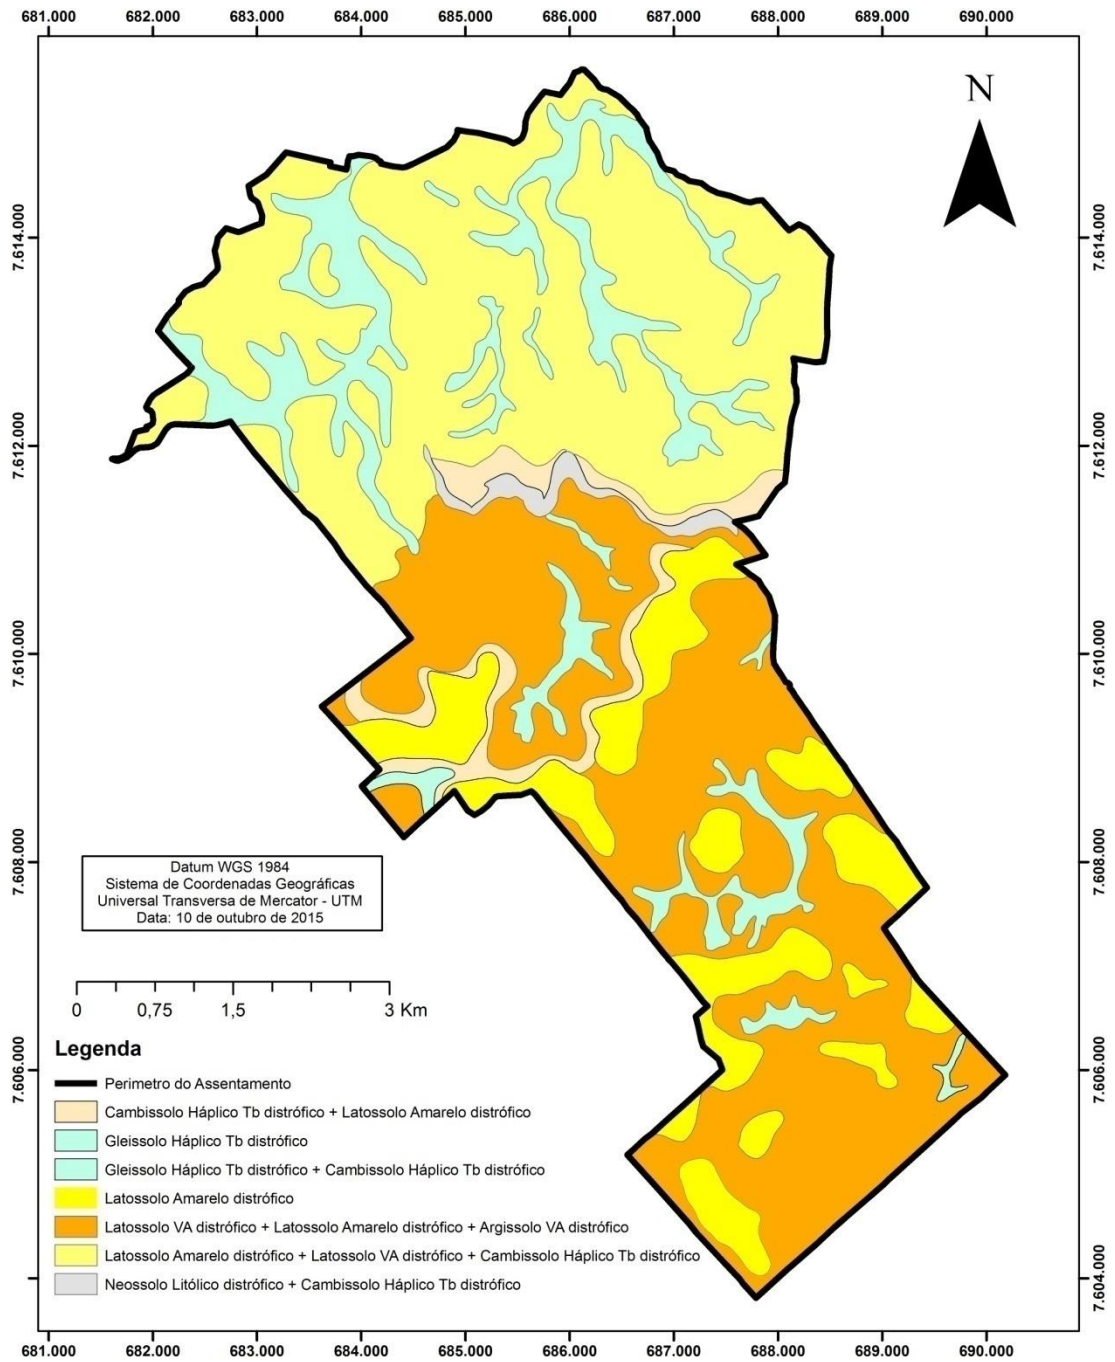 681.000 682.000 683.000 684.000 685.000 686.000 687.000 688.000 689.000 690.000
N
7.614.000 7.614.000
7.612.000 7.612.000
7.610.000 7.610.000
7.608.000 7.608.000
Datum WGS 1984
Sistema de Coordenadas Geográficas
Universal Transversa de Mercator - UTM
Data: 10 de outubro de 2015
0 0,75 1,5 3 Km
Legenda
7.606.000 7.606.000
Perimetro do Assentamento
Cambissolo Háplico Tb distrófico + Latossolo Amarelo distrófico
Gleissolo Háplico Tb distrófico
Gleissolo Háplico Tb distrófico + Cambissolo Háplico Tb distrófico
Latossolo Amarelo distrófico
Latossolo VA distrófico + Latossolo Amarelo distrófico + Argissolo VA distrófico
Latossolo Amarelo distrófico + Latossolo VA distrófico + Cambissolo Háplico Tb distrófico
Neossolo Litólico distrófico + Cambissolo Háplico Tb distrófico
7.604.000 7.604.000
681.000 682.000 683.000 684.000 685.000 686.000 687.000 688.000 689.000 690.000